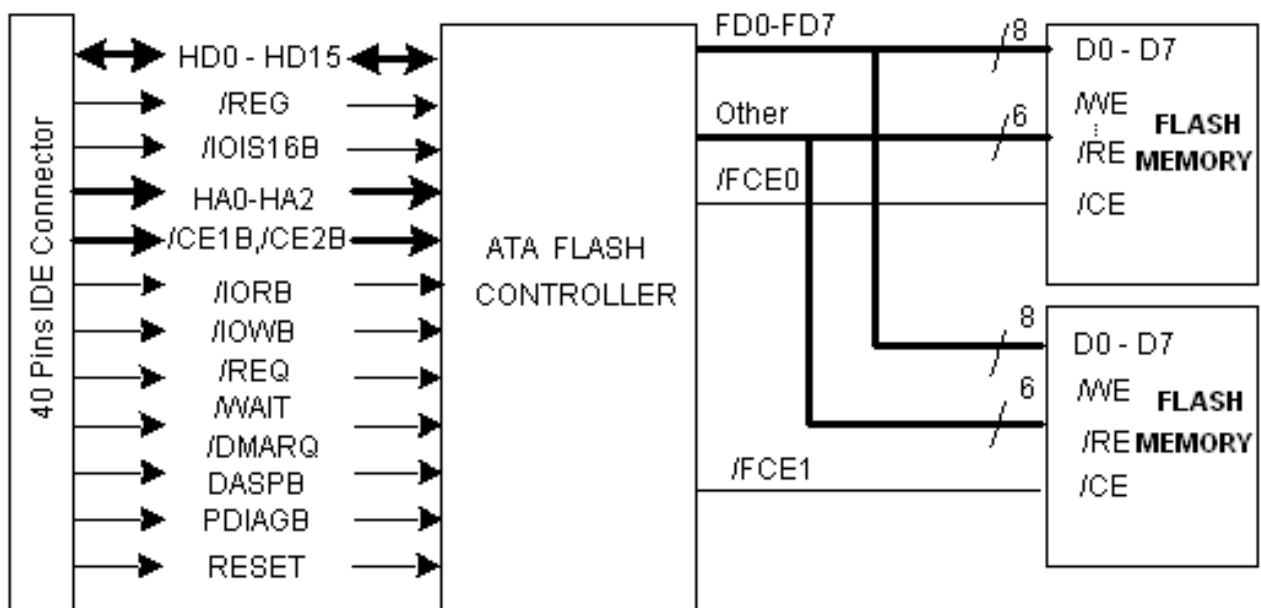 40 Pins IDE Connector
HD0 - HD15
/REG
/IOIS16B
HA0-HA2
/CE1B,/CE2B
/IORB
/IOWB
/REQ
/WAIT
/DMARQ
DASPB
PDIAGB
RESET
ATA FLASH
CONTROLLER
FD0-FD7
8
Other
6
/FCE0
D0 - D7
/WE
/RE
/CE
FLASH
MEMORY
8
6
/FCE1
D0 - D7
/WE
/RE
/CE
FLASH
MEMORY